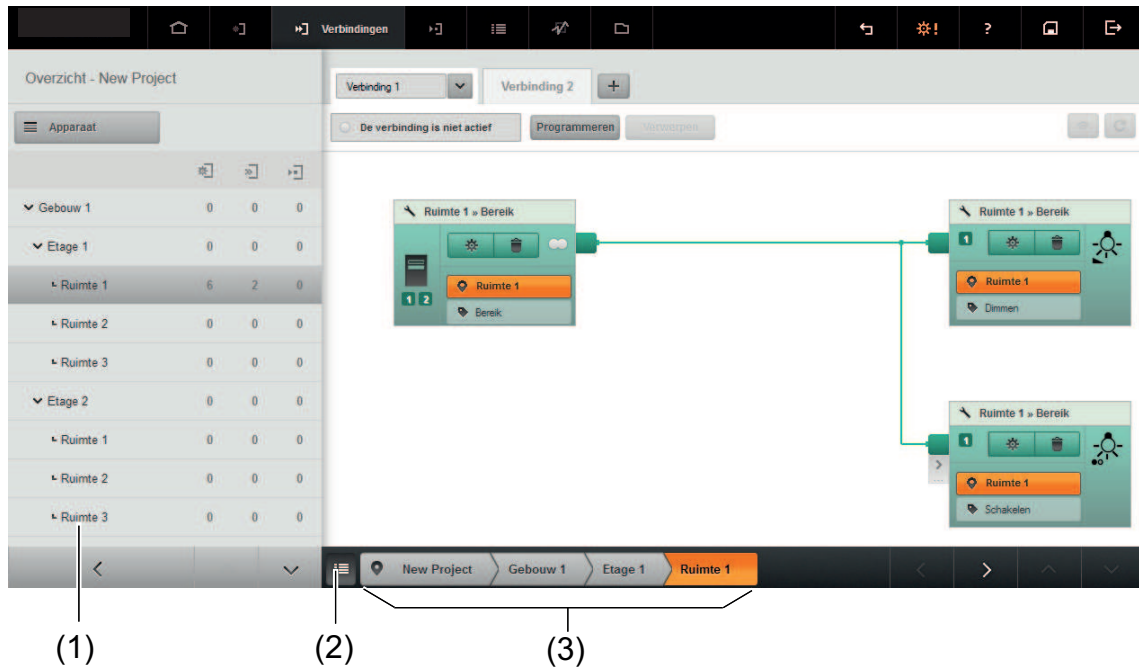 Verbindingen
?
Overzicht - New Project
Verbinding 1
Verbinding 2
+
Apparaat
De verbinding is niet actief
Programmeren
Verwerpen
Gebouw 1 0 0 0
Etage 1 0 0 0
Ruimte 1 6 2 0
Ruimte 2 0 0 0
Ruimte 3 0 0 0
Etage 2 0 0 0
Ruimte 1 0 0 0
Ruimte 2 0 0 0
Ruimte 3 0 0 0
Ruimte 1 » Bereik
1 2
Ruimte 1
Bereik
Ruimte 1 » Bereik
1
Ruimte 1
Dimmen
Ruimte 1 » Bereik
1
Ruimte 1
Schakelen
New Project
Gebouw 1
Etage 1
Ruimte 1
(1)
(2)
(3)